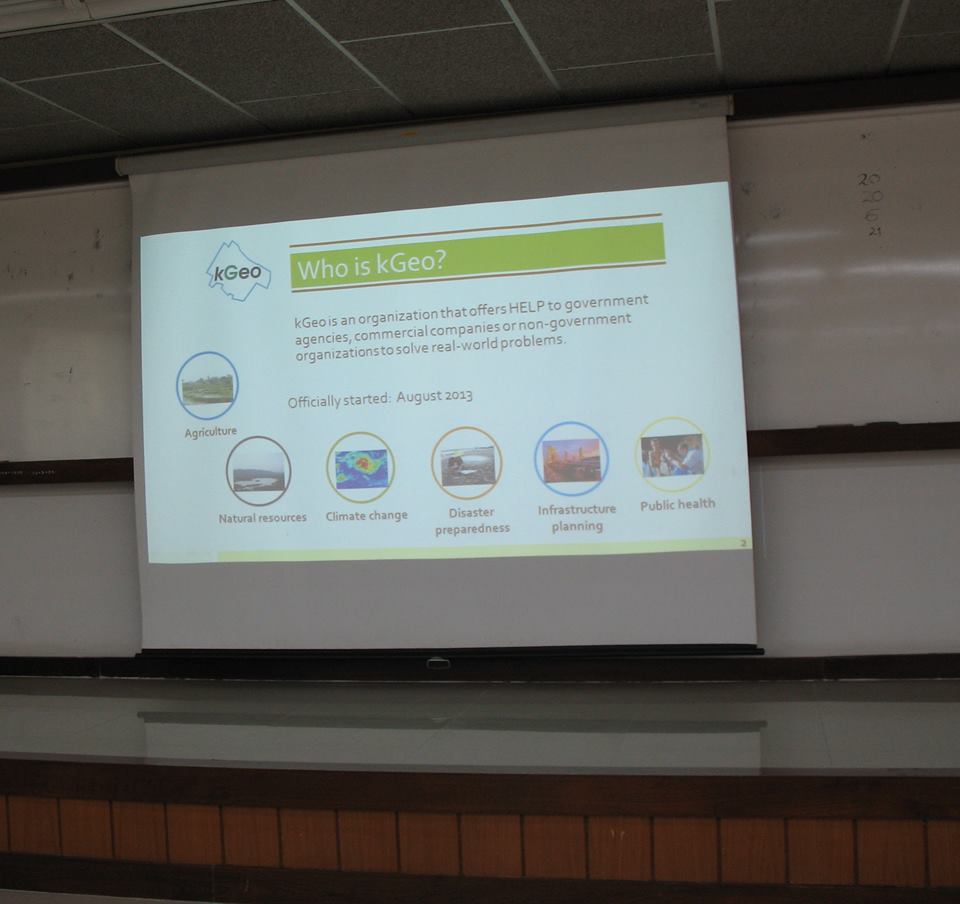 kGeo
Who is kGeo?
kGeo is an organization that offers HELP to government
agencies, commercial companies or non-government
organizations to solve real-world problems.
Officially started: August 2013
Agriculture
Natural resources
Climate change
Disaster
preparedness
Infrastructure
planning
Public health
2
20
20
6
21